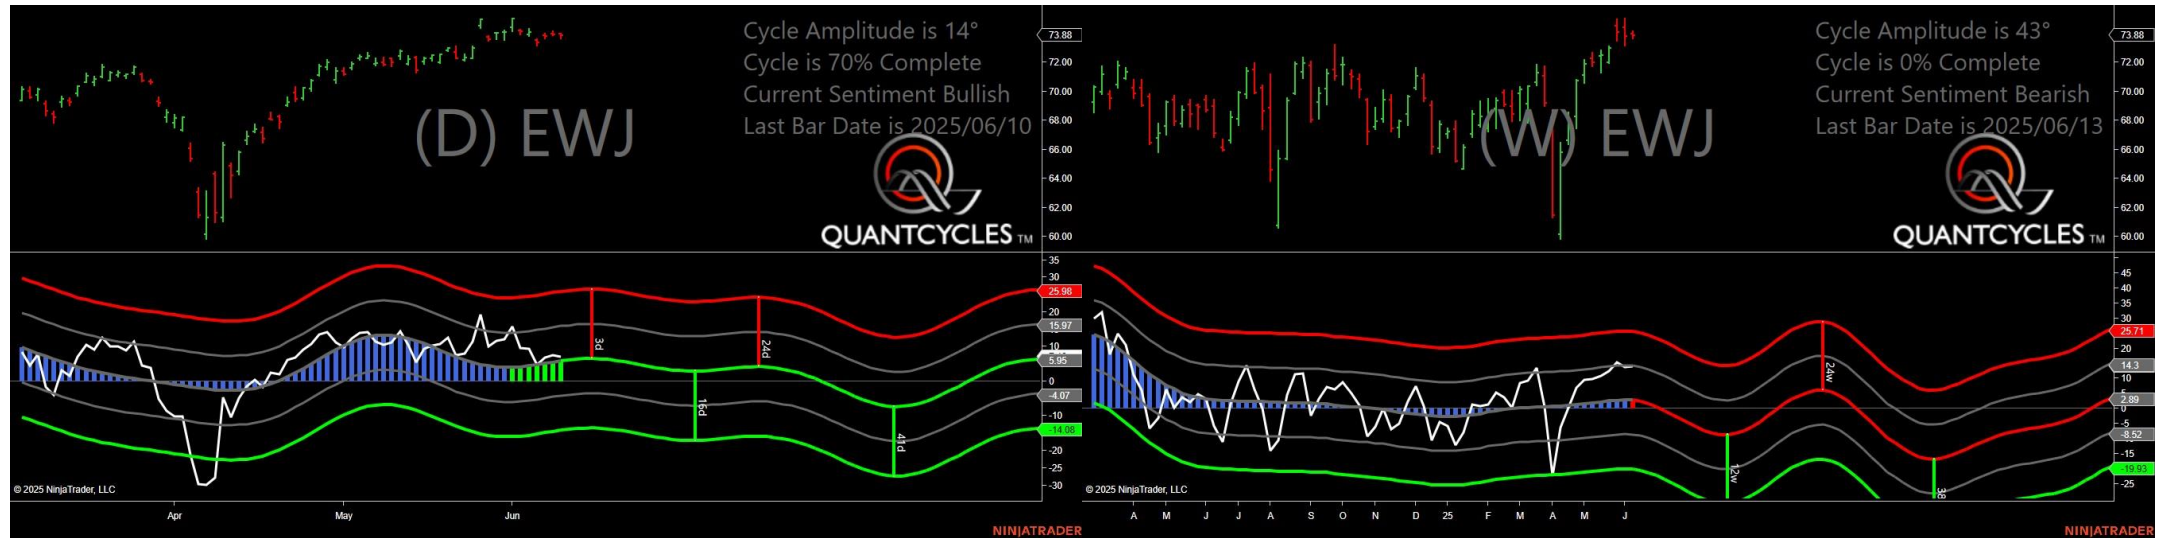 Cycle Amplitude is 14°
Cycle is 70% Complete
Current Sentiment Bullish
Last Bar Date is 2025/06/10
(D) EWJ
QUANTCYCLES TM
73.88
72.00
70.00
68.00
66.00
64.00
62.00
60.00
35
30
25.98
20
15.97
10
5.95
0
-4.07
-10
-14.08
-20
-25
-30
3d
16d
24d
41d
© 2025 NinjaTrader, LLC
Apr May Jun
NINJATRADER
Cycle Amplitude is 43°
Cycle is 0% Complete
Current Sentiment Bearish
Last Bar Date is 2025/06/13
(W) EWJ
QUANTCYCLES TM
73.88
72.00
70.00
68.00
66.00
64.00
62.00
60.00
45
40
35
30
25.71
20
14.3
10
2.89
0
-5
-8.52
-15
-19.93
-25
12w
24w
38
© 2025 NinjaTrader, LLC
A M J J A S O N D 25 F M A M J
NINJATRADER